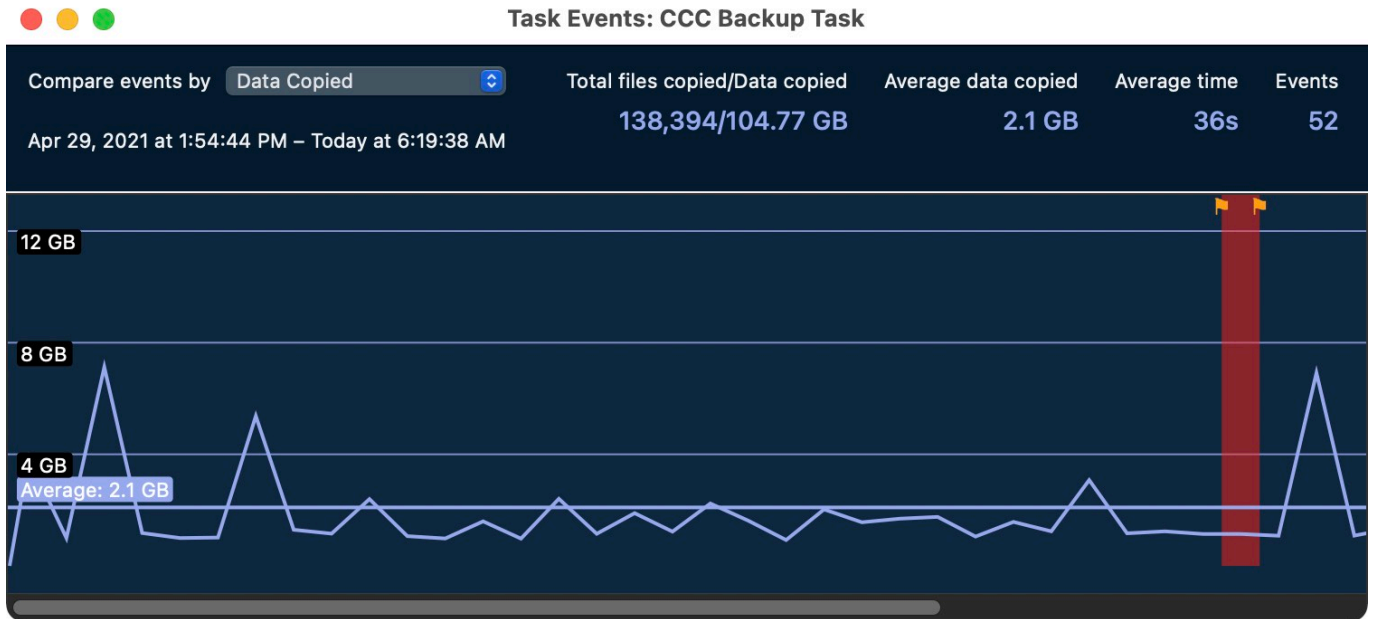 Task Events: CCC Backup Task
Compare events by Data Copied
Apr 29, 2021 at 1:54:44 PM – Today at 6:19:38 AM
Total files copied/Data copied
138,394/104.77 GB
Average data copied
2.1 GB
Average time
36s
Events
52
12 GB
8 GB
4 GB
Average: 2.1 GB